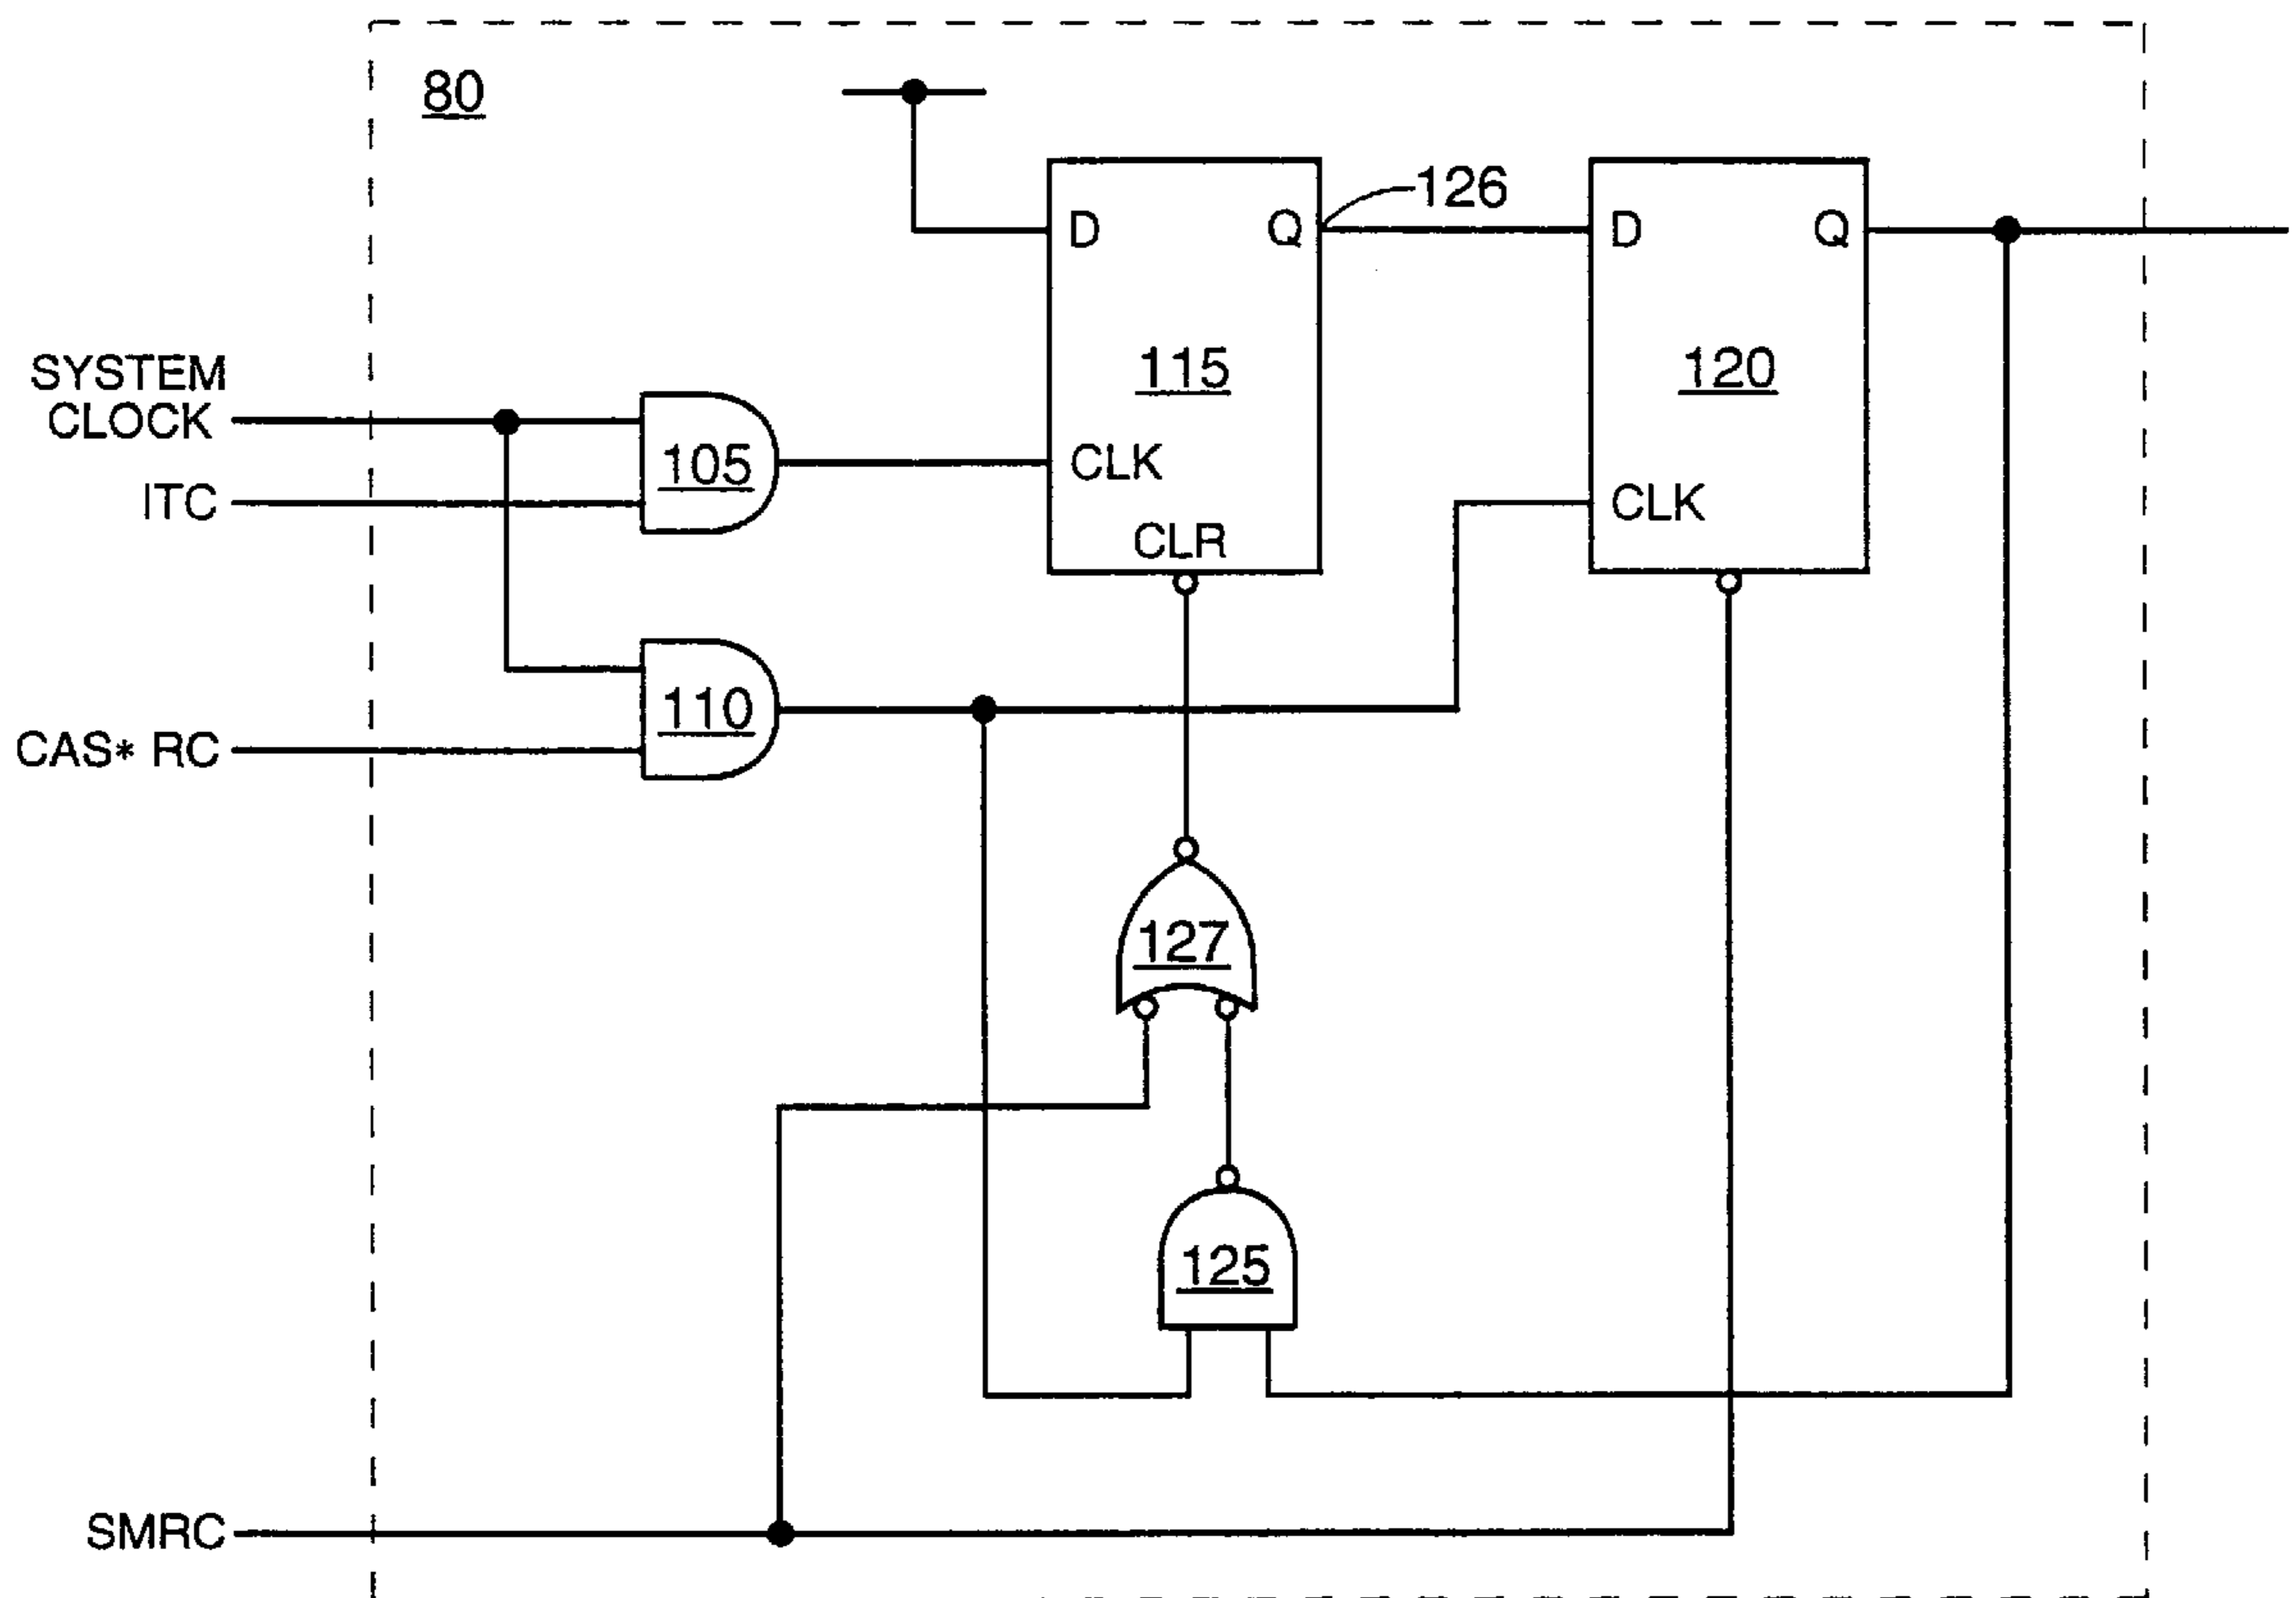 80
126
D
Q
D
Q
SYSTEM
CLOCK
115
120
105
CLK
ITC
CLK
CLR
110
CAS* RC
127
125
SMRC